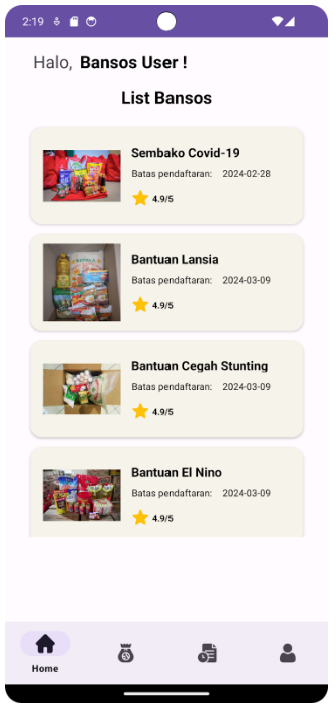 2:19
Halo, Bansos User !
List Bansos
Sembako Covid-19
Batas pendaftaran: 2024-02-28
4.9/5
Bantuan Lansia
Batas pendaftaran: 2024-03-09
4.9/5
Bantuan Cegah Stunting
Batas pendaftaran: 2024-03-09
4.9/5
Bantuan El Nino
Batas pendaftaran: 2024-03-09
4.9/5
Home